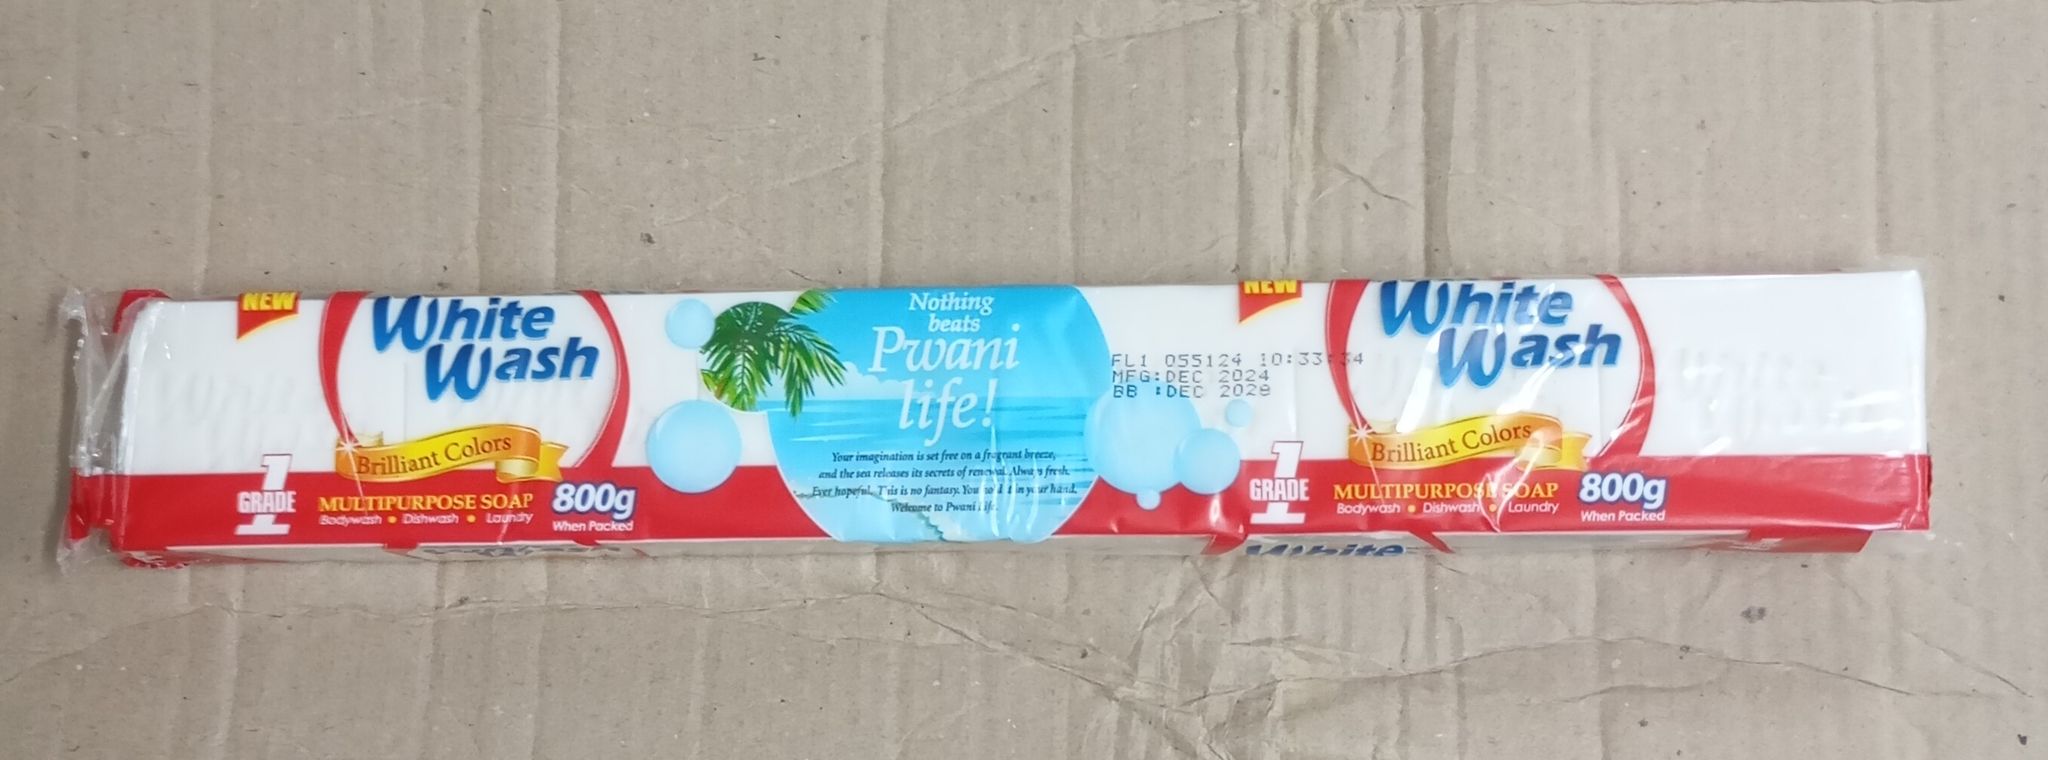 NEW
White
Wash
Brilliant Colors
1
GRADE
MULTIPURPOSE SOAP
Bodywash • Dishwash • Laundry
800g
When Packed
Nothing
beats
Pwani
life!
Your imagination is set free on a fragrant breeze,
and the sea releases its secrets of renewal. Always fresh.
Ever hopeful. This is no fantasy. You hold it in your hand.
Welcome to Pwani Life.
FL1 055124 10:33:34
MFG:DEC 2024
BB :DEC 2028
NEW
White
Wash
Brilliant Colors
1
GRADE
MULTIPURPOSE SOAP
Bodywash • Dishwash • Laundry
800g
When Packed
White